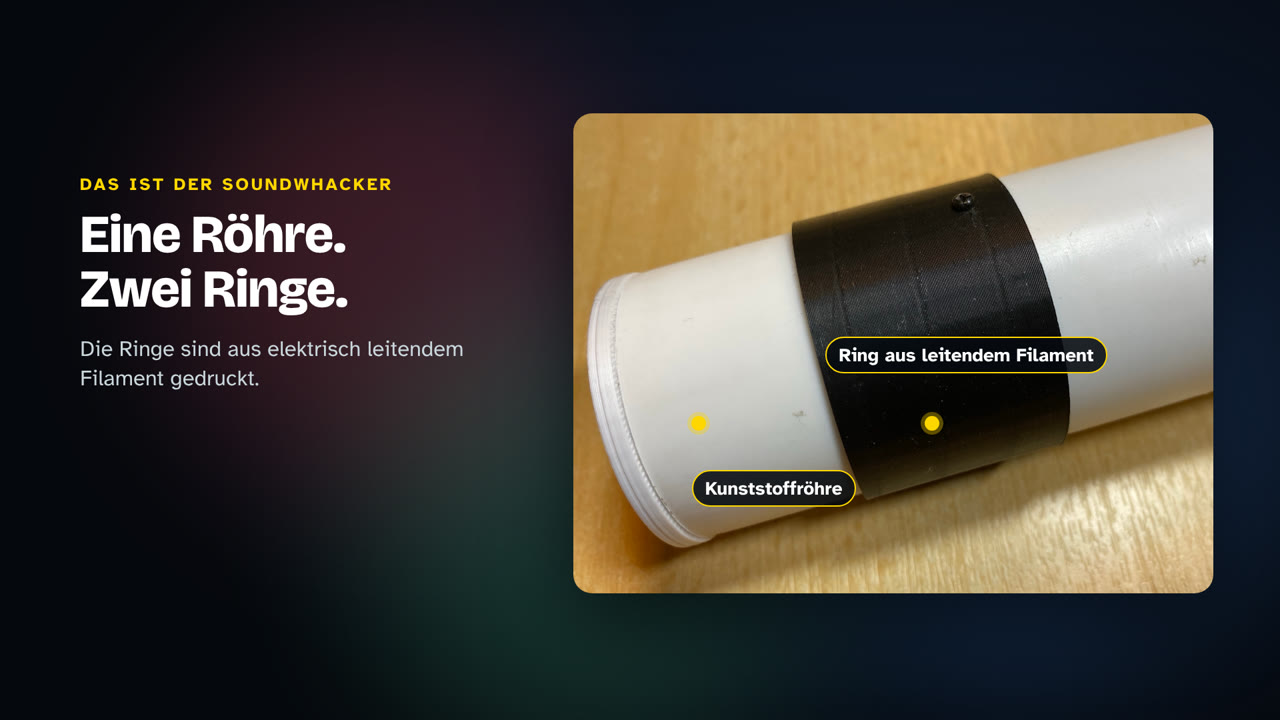 DAS IST DER SOUNDWHACKER
Eine Röhre.
Zwei Ringe.
Die Ringe sind aus elektrisch leitendem
Filament gedruckt.
Ring aus leitendem Filament
Kunststoffröhre